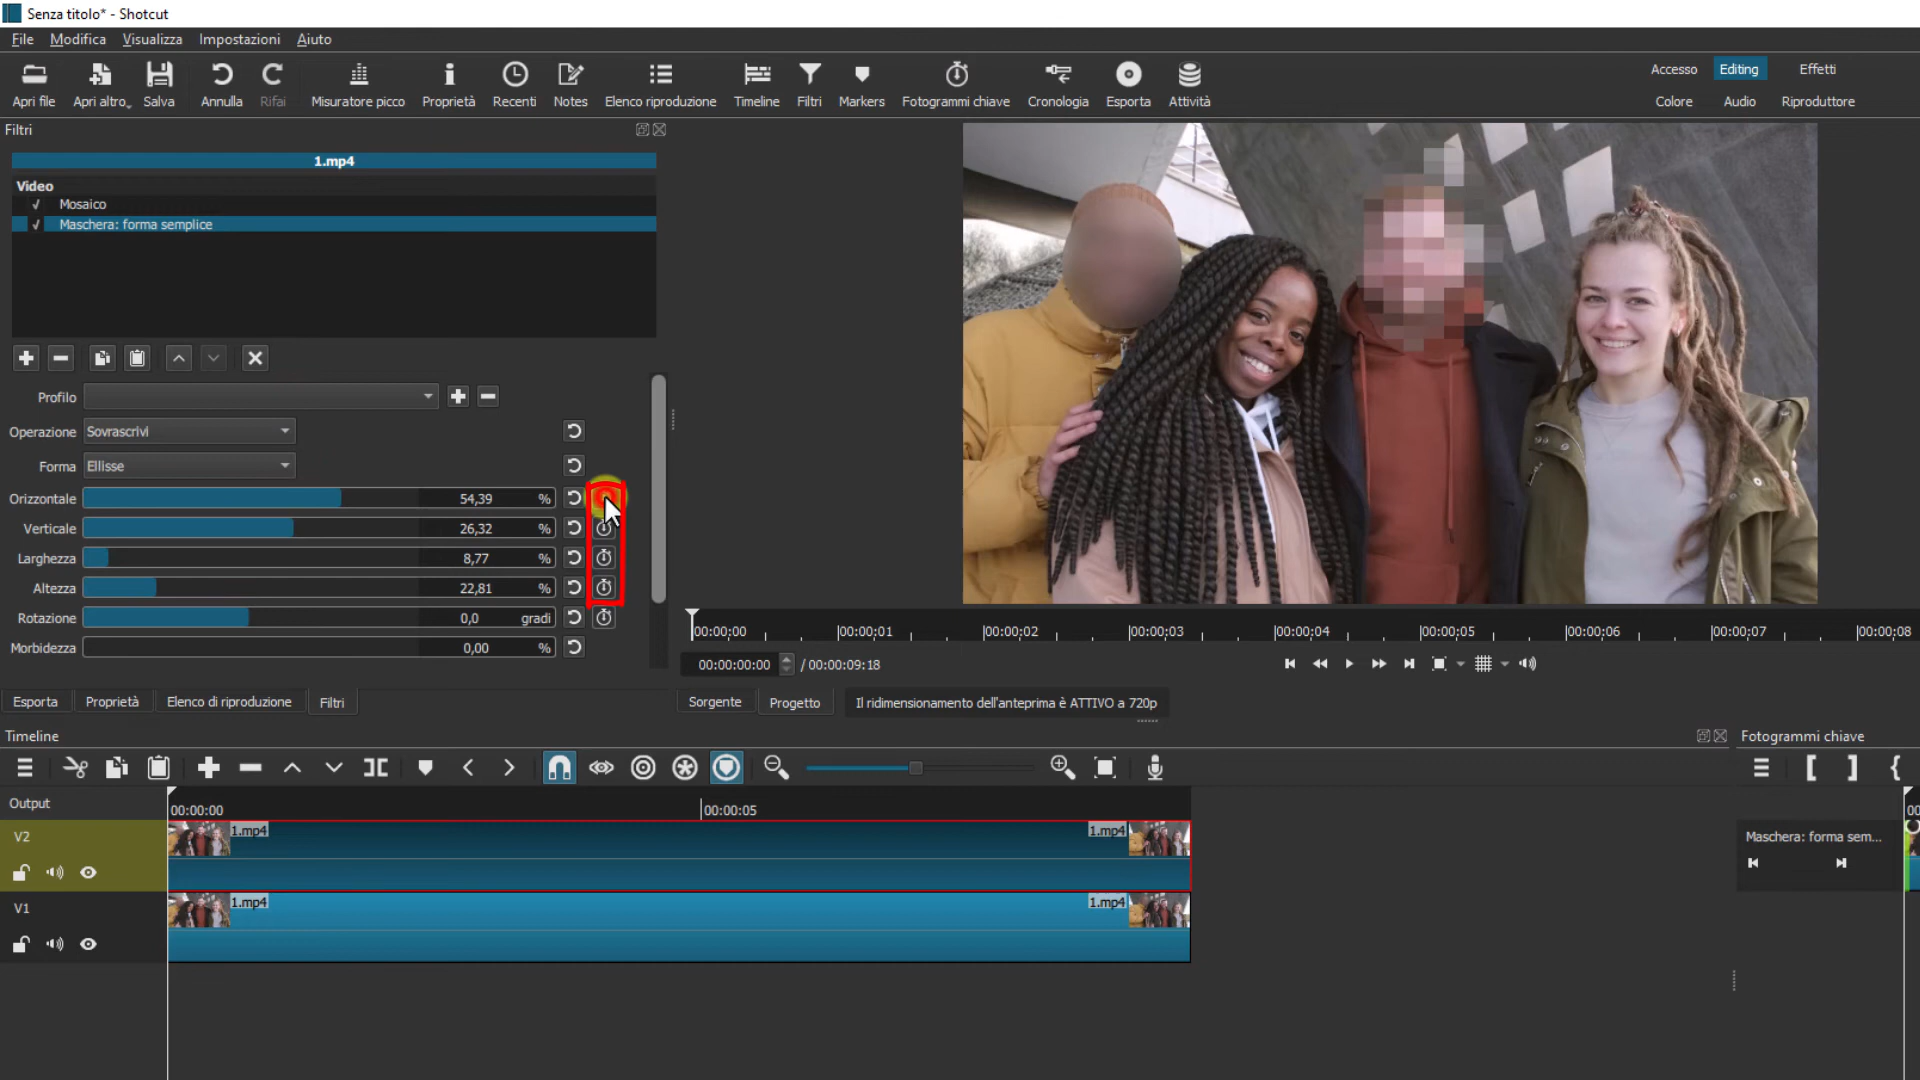 Senza titolo* - Shotcut
File Modifica Visualizza Impostazioni Aiuto
Apri file Apri altro Salva Annulla Rifai Misuratore picco Proprietà Recenti Notes Elenco riproduzione Timeline Filtri Markers Fotogrammi chiave Cronologia Esporta Attività
Accesso Editing Effetti
Colore Audio Riproduttore
Filtri
1.mp4
Video
Mosaico
Maschera: forma semplice
Profilo
Operazione Sovrascrivi
Forma Ellisse
Orizzontale 54,39 %
Verticale 26,32 %
Larghezza 8,77 %
Altezza 22,81 %
Rotazione 0,0 gradi
Morbidezza 0,00 %
00:00;00 00:00;01 00:00;02 00:00;03 00:00;04 00:00;05 00:00;06 00:00;07 00:00;08
00:00:00;00 / 00:00:09;18
Esporta Proprietà Elenco di riproduzione Filtri
Sorgente Progetto Il ridimensionamento dell'anteprima è ATTIVO a 720p
Timeline
Fotogrammi chiave
Output
00:00:00 00:00:05
V2
1.mp4 1.mp4
V1
1.mp4 1.mp4
Maschera: forma sem...
00